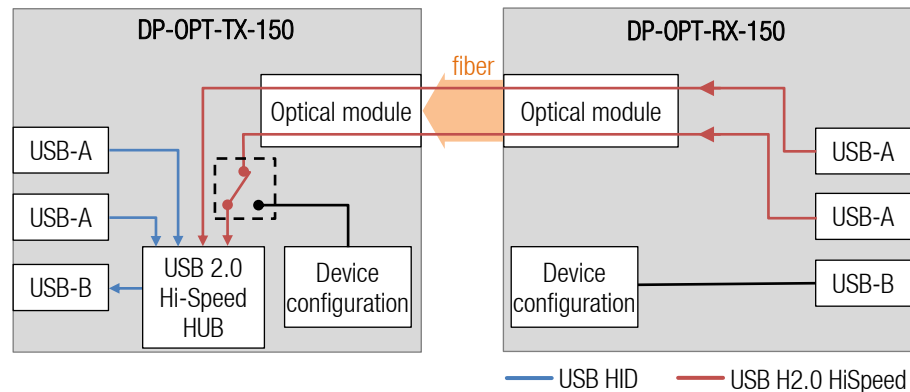 DP-OPT-TX-150
DP-OPT-RX-150
fiber
Optical module
Optical module
USB-A
USB-A
USB-A
USB-A
USB-B
USB 2.0
Hi-Speed
HUB
Device
configuration
Device
configuration
USB-B
USB HID
USB H2.0 HiSpeed